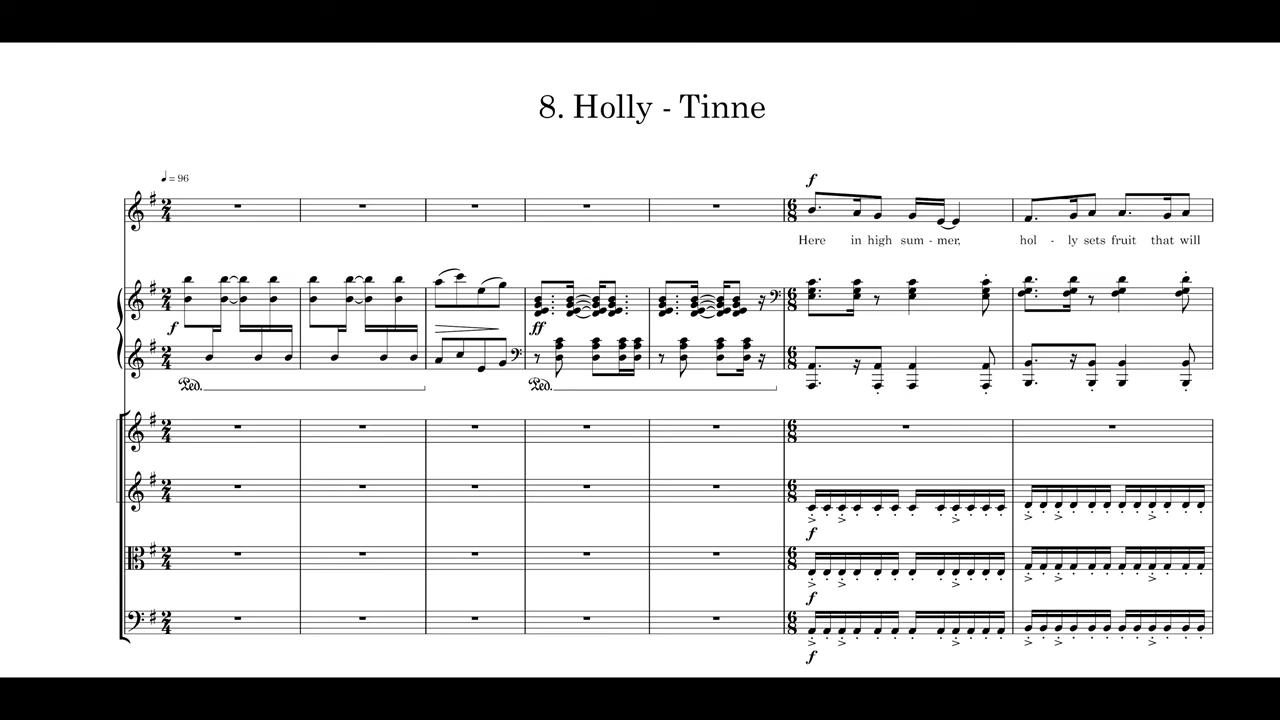 8. Holly - Tinne
♩ = 96
f
Here in high sum - mer, hol - ly sets fruit that will
f
ff
Ped. Ped.
f
f
f